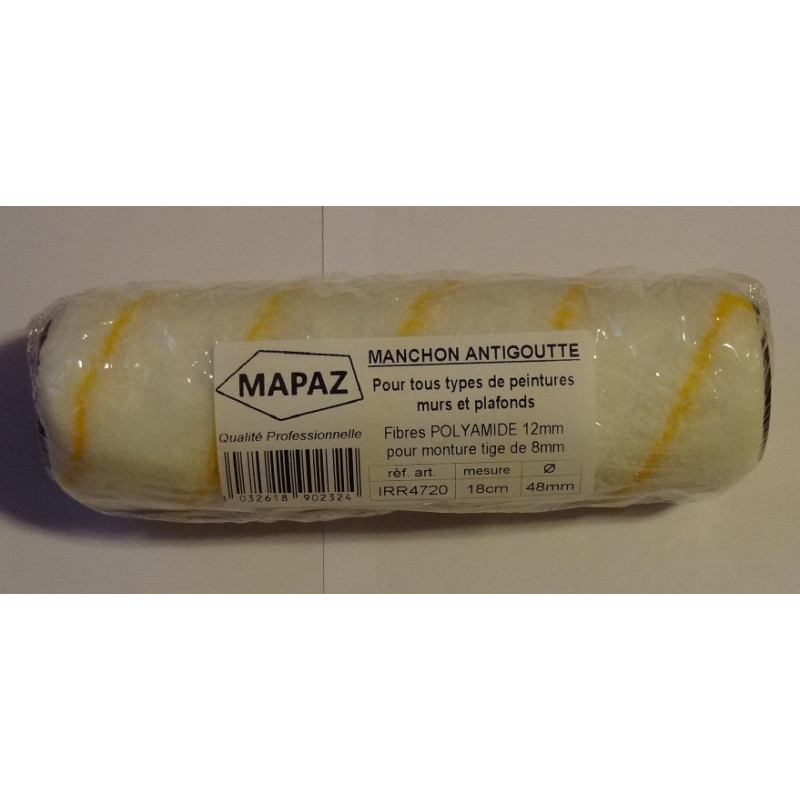 MAPAZ
Qualité Professionnelle
3 032618 902324
MANCHON ANTIGOUTTE
Pour tous types de peintures
murs et plafonds
Fibres POLYAMIDE 12mm
pour monture tige de 8mm
rèf. art. mesure Ø
IRR4720 18cm 48mm